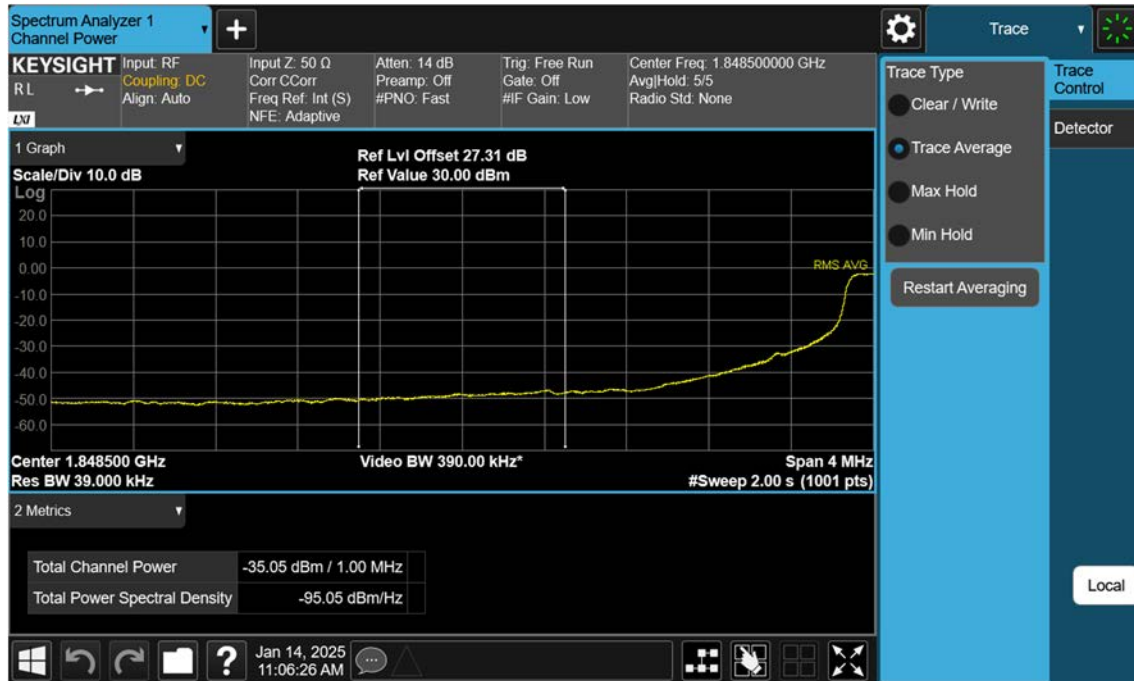 Spectrum Analyzer 1
Channel Power
Trace
KEYSIGHT
R L
LXI
Input: RF
Coupling: DC
Align: Auto
Input Z: 50 Ω
Corr CCorr
Freq Ref: Int (S)
NFE: Adaptive
Atten: 14 dB
Preamp: Off
#PNO: Fast
Trig: Free Run
Gate: Off
#IF Gain: Low
Center Freq: 1.848500000 GHz
Avg|Hold: 5/5
Radio Std: None
Trace Type
Clear / Write
Trace Average
Max Hold
Min Hold
Restart Averaging
Trace
Control
Detector
Local
1 Graph
Scale/Div 10.0 dB
Ref Lvl Offset 27.31 dB
Ref Value 30.00 dBm
Log
20.0
10.0
0.00
-10.0
-20.0
-30.0
-40.0
-50.0
-60.0
RMS AVG
Center 1.848500 GHz
Res BW 39.000 kHz
Video BW 390.00 kHz*
Span 4 MHz
#Sweep 2.00 s (1001 pts)
2 Metrics
Total Channel Power -35.05 dBm / 1.00 MHz
Total Power Spectral Density -95.05 dBm/Hz
?
Jan 14, 2025
11:06:26 AM